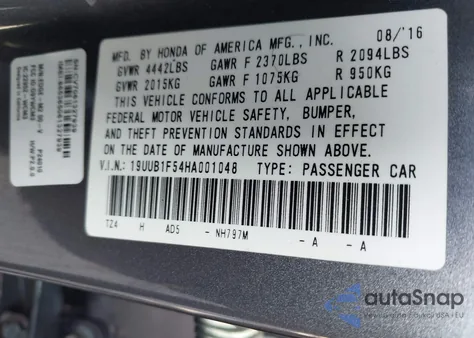 MFD. BY HONDA OF AMERICA MFG., INC. 08/'16
GVWR 4442LBS GAWR F 2370LBS R 2094LBS
GVWR 2015KG GAWR F 1075KG R 950KG
THIS VEHICLE CONFORMS TO ALL APPLICABLE
FEDERAL MOTOR VEHICLE SAFETY, BUMPER,
AND THEFT PREVENTION STANDARDS IN EFFECT
ON THE DATE OF MANUFACTURE SHOWN ABOVE.
V.I.N. 19UUB1F54HA001048 TYPE: PASSENGER CAR
TZ4 H AD5 - NH797M - A - A
autoSnap